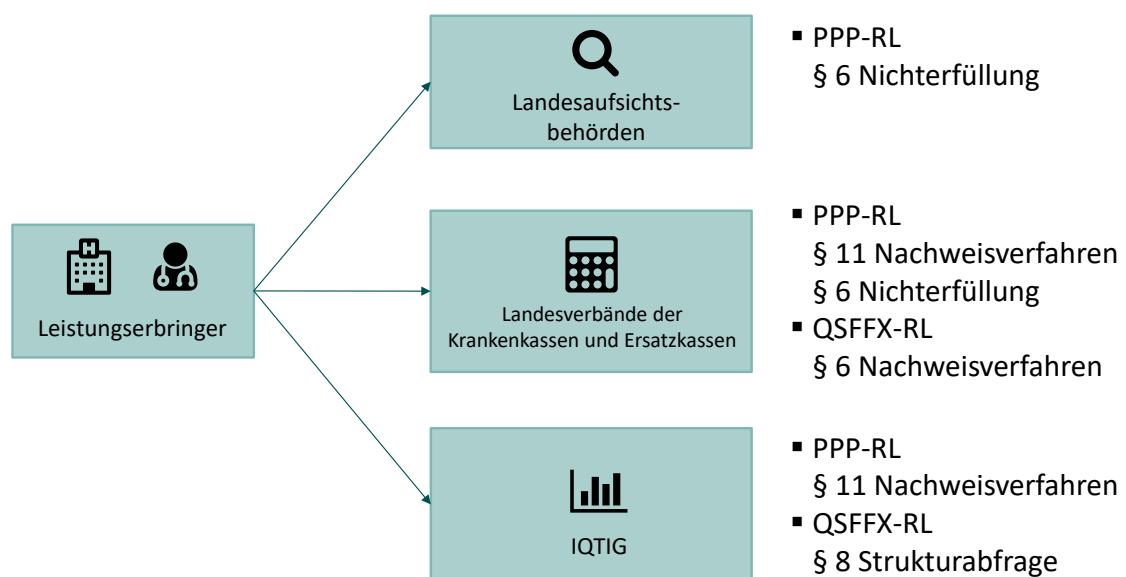 Leistungserbringer
Landesaufsichts-
behörden
▪ PPP-RL
§ 6 Nichterfüllung
Landesverbände der
Krankenkassen und Ersatzkassen
▪ PPP-RL
§ 11 Nachweisverfahren
§ 6 Nichterfüllung
▪ QSFFX-RL
§ 6 Nachweisverfahren
IQTIG
▪ PPP-RL
§ 11 Nachweisverfahren
▪ QSFFX-RL
§ 8 Strukturabfrage